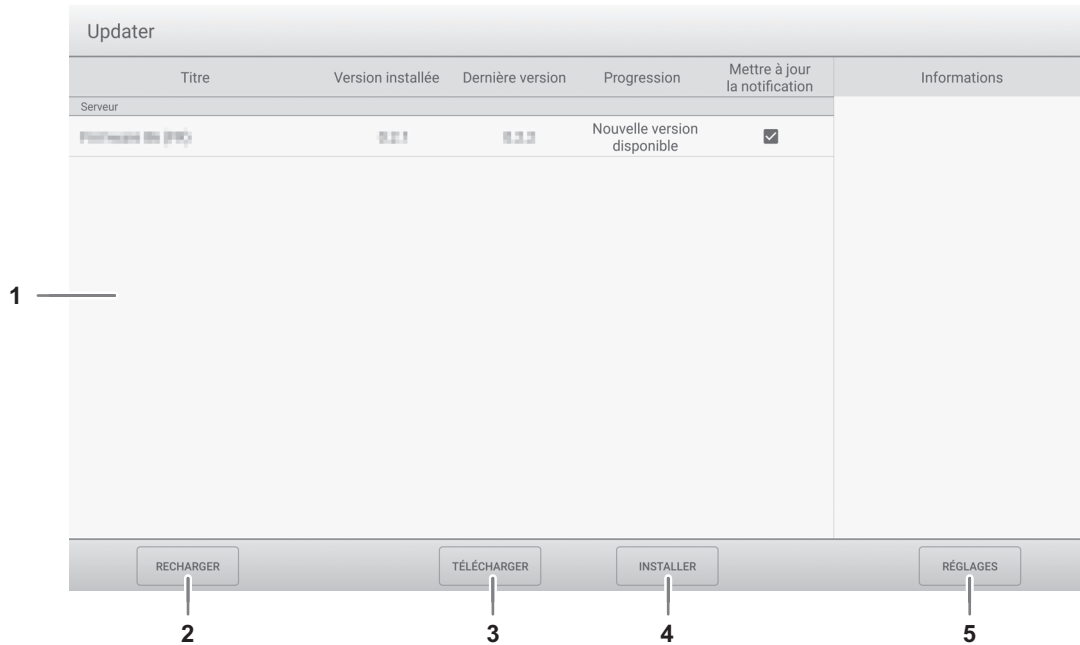 Updater
Titre
Version installée
Dernière version
Progression
Mettre à jour
la notification
Informations
Serveur
Nouvelle version
disponible
1
RECHARGER
TÉLÉCHARGER
INSTALLER
RÉGLAGES
2
3
4
5